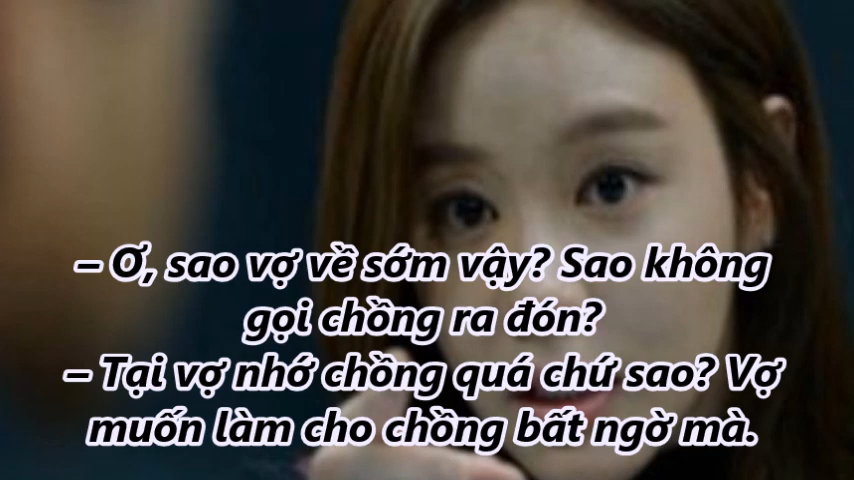 – Ơ, sao vợ về sớm vậy? Sao không
gọi chồng ra đón?
– Tại vợ nhớ chồng quá chứ sao? Vợ
muốn làm cho chồng bất ngờ mà.